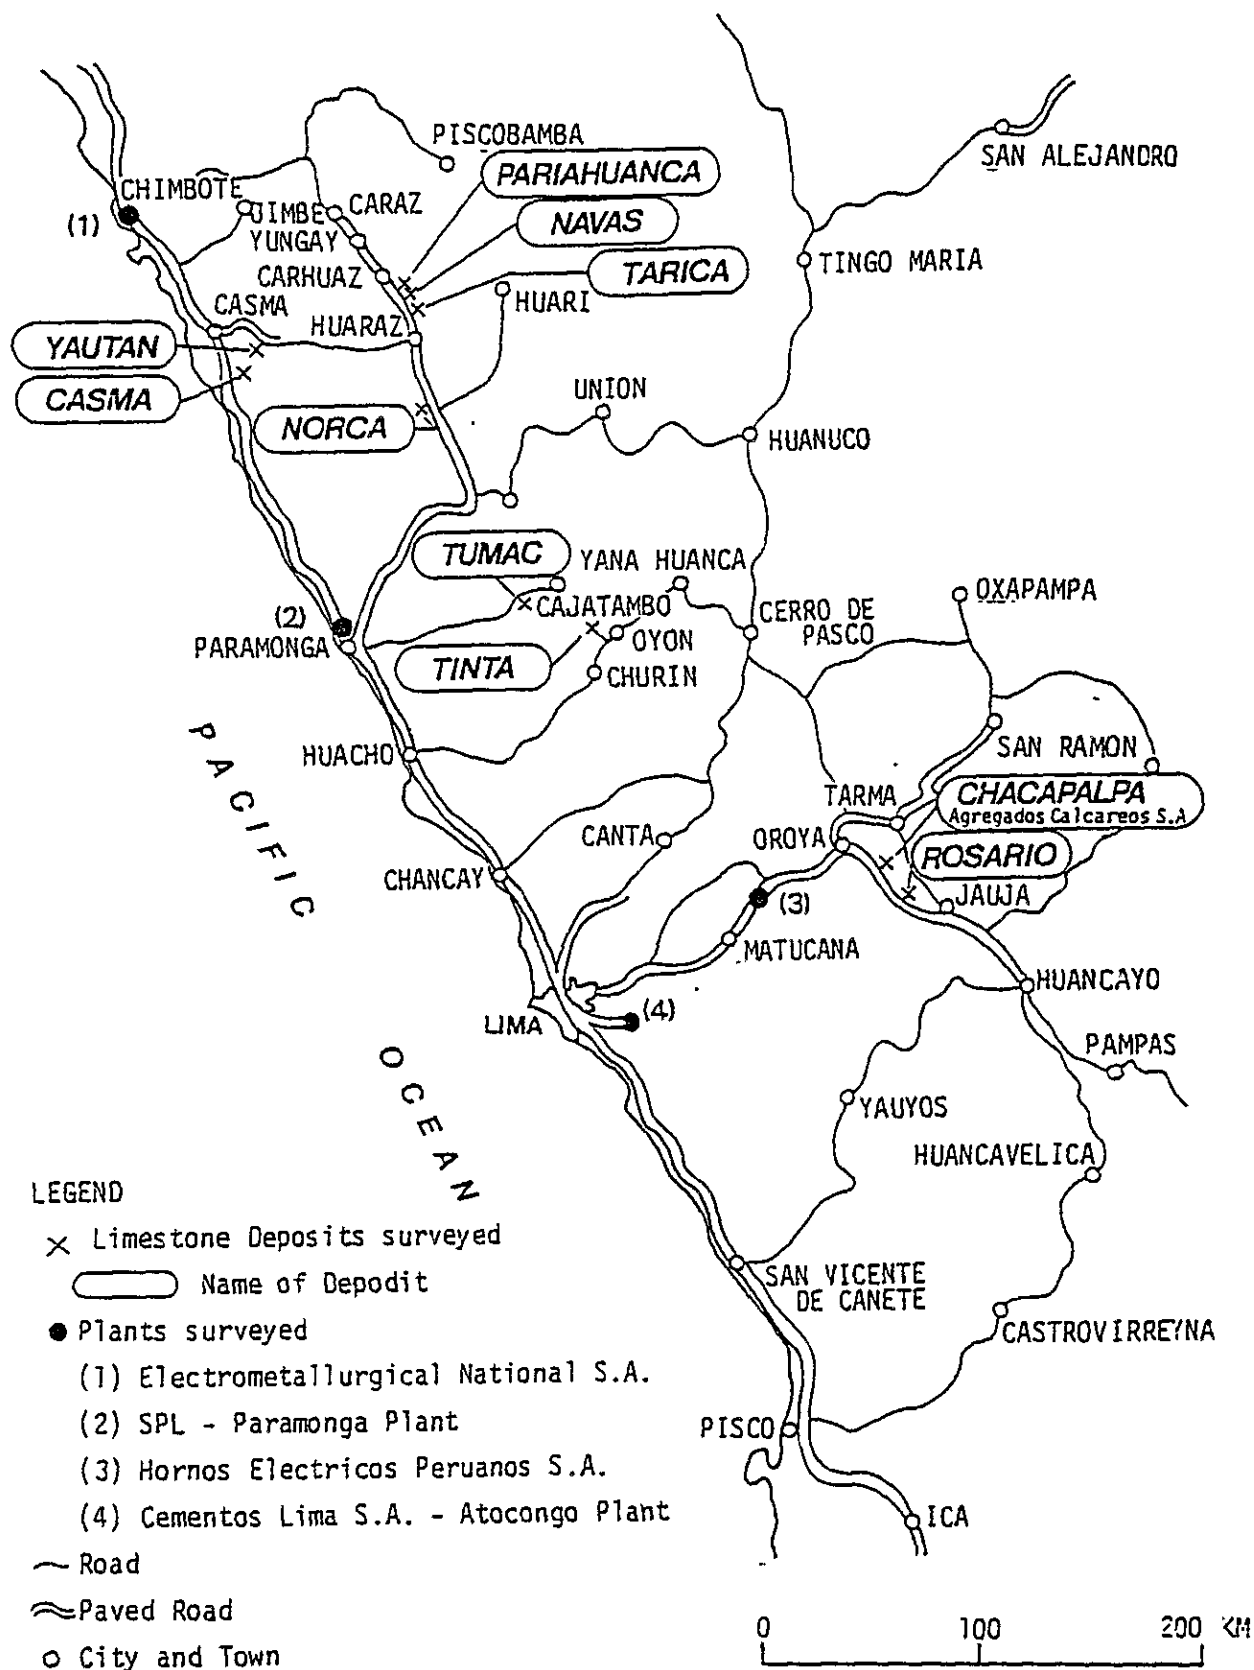 PISCOBAMBA
SAN ALEJANDRO
PARIAHUANCA
CHIMBOTE
(1)
JIMBE
CARAZ
NAVAS
YUNGAY
TARICA
TINGO MARIA
CARHUAZ
HUARI
CASMA
HUARAZ
YAUTAN
CASMA
UNION
NORCA
HUANUCO
TUMAC
YANA HUANCA
OXAPAMPA
CAJATAMBO
(2)
CERRO DE
PASCO
PARAMONGA
OYON
TINTA
CHURIN
PACIFIC
HUACHO
SAN RAMON
TARMA
CHACAPALPA
Agregados Calcareos S.A
CANTA
OROYA
ROSARIO
CHANCAY
JAUJA
(3)
MATUCANA
HUANCAYO
(4)
LIMA
PAMPAS
OCEAN
YAUYOS
HUANCAVELICA
SAN VICENTE
DE CANETE
CASTROVIRREYNA
PISCO
ICA
LEGEND
Limestone Deposits surveyed
Name of Depodit
Plants surveyed
(1) Electrometallurgical National S.A.
(2) SPL - Paramonga Plant
(3) Hornos Electricos Peruanos S.A.
(4) Cementos Lima S.A. - Atocongo Plant
Road
Paved Road
City and Town
0 100 200 KM